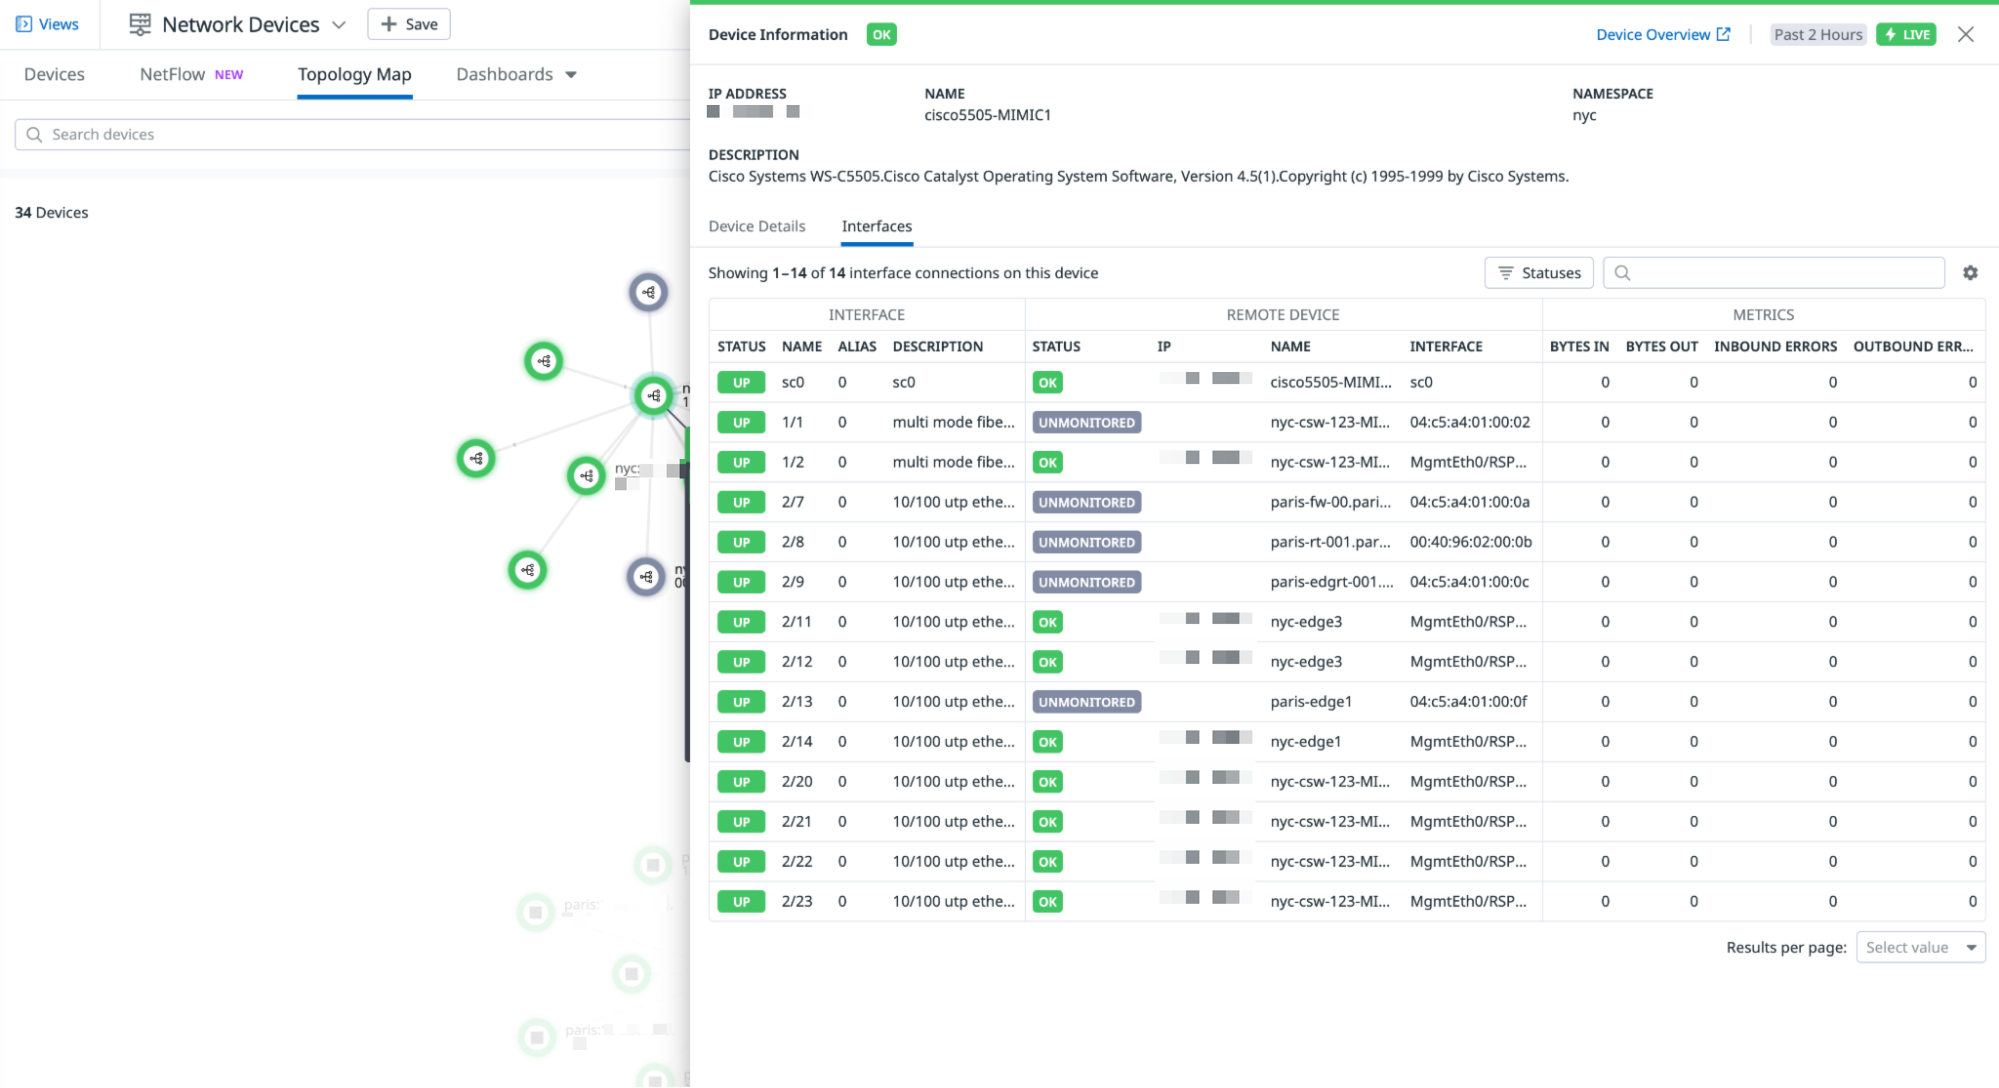 Views
Network Devices
+ Save
Devices
NetFlow NEW
Topology Map
Dashboards
Search devices
34 Devices
nyc:
paris:
paris:
Device Information OK
Device Overview
Past 2 Hours
LIVE
IP ADDRESS
NAME
cisco5505-MIMIC1
NAMESPACE
nyc
DESCRIPTION
Cisco Systems WS-C5505.Cisco Catalyst Operating System Software, Version 4.5(1).Copyright (c) 1995-1999 by Cisco Systems.
Device Details
Interfaces
Showing 1–14 of 14 interface connections on this device
Statuses
INTERFACE REMOTE DEVICE METRICS
STATUS NAME ALIAS DESCRIPTION STATUS IP NAME INTERFACE BYTES IN BYTES OUT INBOUND ERRORS OUTBOUND ERR...
UP sc0 0 sc0 OK cisco5505-MIMI... sc0 0 0 0 0
UP 1/1 0 multi mode fibe... UNMONITORED nyc-csw-123-MI... 04:c5:a4:01:00:02 0 0 0 0
UP 1/2 0 multi mode fibe... OK nyc-csw-123-MI... MgmtEth0/RSP... 0 0 0 0
UP 2/7 0 10/100 utp ethe... UNMONITORED paris-fw-00.pari... 04:c5:a4:01:00:0a 0 0 0 0
UP 2/8 0 10/100 utp ethe... UNMONITORED paris-rt-001.par... 00:40:96:02:00:0b 0 0 0 0
UP 2/9 0 10/100 utp ethe... UNMONITORED paris-edgrt-001.... 04:c5:a4:01:00:0c 0 0 0 0
UP 2/11 0 10/100 utp ethe... OK nyc-edge3 MgmtEth0/RSP... 0 0 0 0
UP 2/12 0 10/100 utp ethe... OK nyc-edge3 MgmtEth0/RSP... 0 0 0 0
UP 2/13 0 10/100 utp ethe... UNMONITORED paris-edge1 04:c5:a4:01:00:0f 0 0 0 0
UP 2/14 0 10/100 utp ethe... OK nyc-edge1 MgmtEth0/RSP... 0 0 0 0
UP 2/20 0 10/100 utp ethe... OK nyc-csw-123-MI... MgmtEth0/RSP... 0 0 0 0
UP 2/21 0 10/100 utp ethe... OK nyc-csw-123-MI... MgmtEth0/RSP... 0 0 0 0
UP 2/22 0 10/100 utp ethe... OK nyc-csw-123-MI... MgmtEth0/RSP... 0 0 0 0
UP 2/23 0 10/100 utp ethe... OK nyc-csw-123-MI... MgmtEth0/RSP... 0 0 0 0
Results per page: Select value